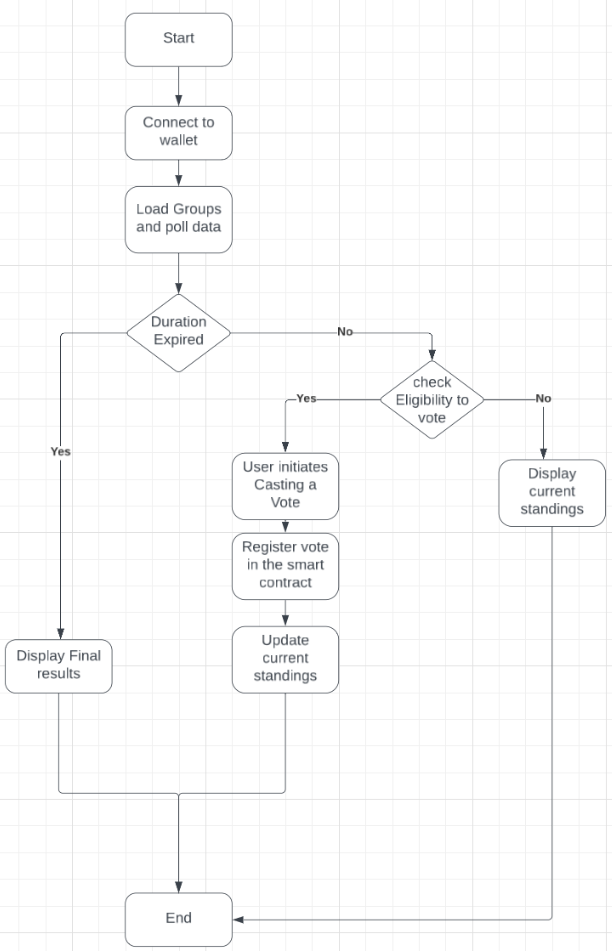 Start
Connect to
wallet
Load Groups
and poll data
Duration
Expired
No
check
Eligibility to
vote
Yes
No
Yes
User initiates
Casting a
Vote
Display
current
standings
Register vote
in the smart
contract
Update
current
standings
Display Final
results
End